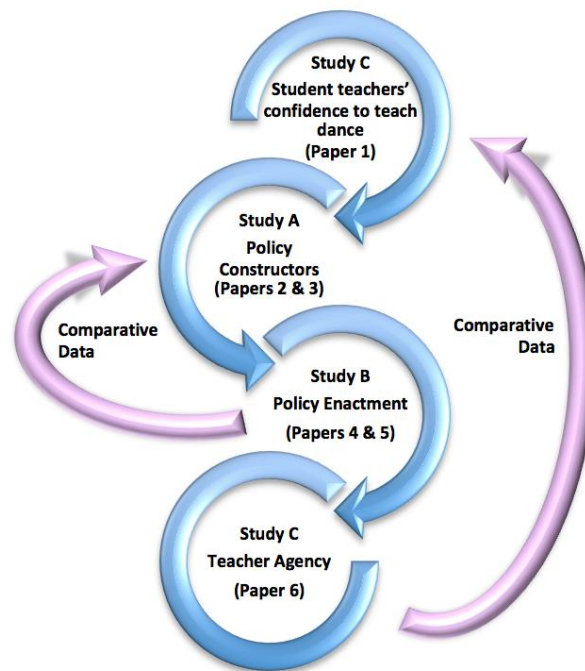 Study C
Student teachers'
confidence to teach
dance
(Paper 1)
Study A
Policy
Constructors
(Papers 2 & 3)
Comparative
Data
Comparative
Data
Study B
Policy Enactment
(Papers 4 & 5)
Study C
Teacher Agency
(Paper 6)